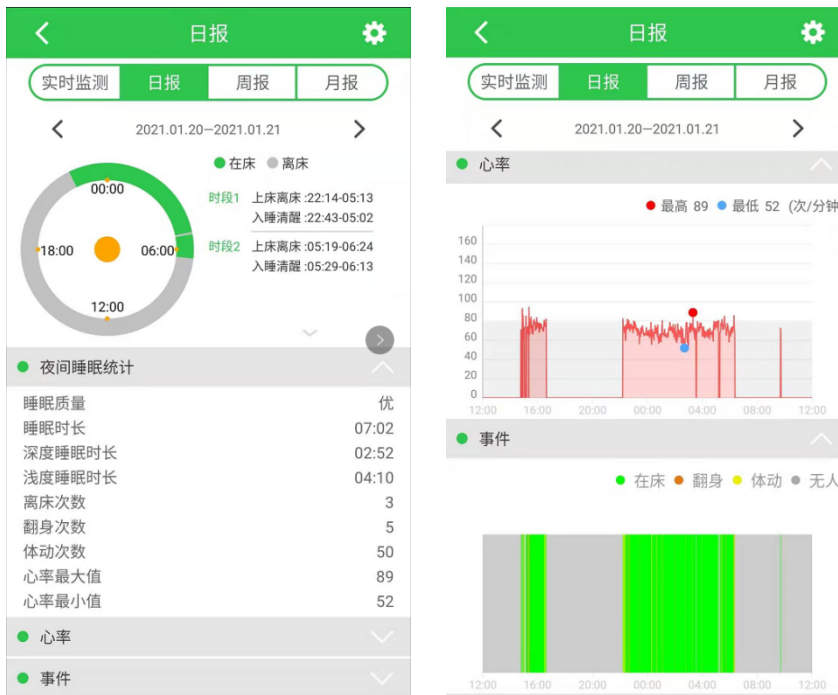 日报
实时监测 日报 周报 月报
2021.01.20—2021.01.21
在床 离床
00:00
06:00
12:00
18:00
时段1 上床离床:22:14-05:13
入睡清醒:22:43-05:02
时段2 上床离床:05:19-06:24
入睡清醒:05:29-06:13
夜间睡眠统计
睡眠质量 优
睡眠时长 07:02
深度睡眠时长 02:52
浅度睡眠时长 04:10
离床次数 3
翻身次数 5
体动次数 50
心率最大值 89
心率最小值 52
心率
事件
日报
实时监测 日报 周报 月报
2021.01.20—2021.01.21
心率
最高 89 最低 52 (次/分钟
160
140
120
100
80
60
40
20
0
12:00 16:00 20:00 00:00 04:00 08:00 12:00
事件
在床 翻身 体动 无人
12:00 16:00 20:00 00:00 04:00 08:00 12:00